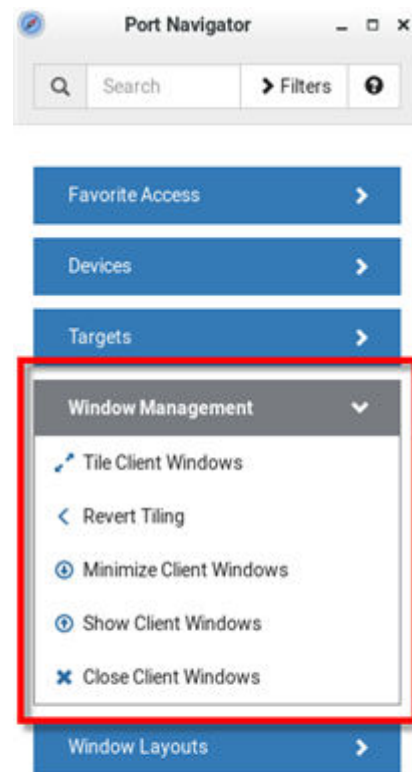 Port Navigator
Search
Filters
Favorite Access
Devices
Targets
Window Management
Tile Client Windows
Revert Tiling
Minimize Client Windows
Show Client Windows
Close Client Windows
Window Layouts